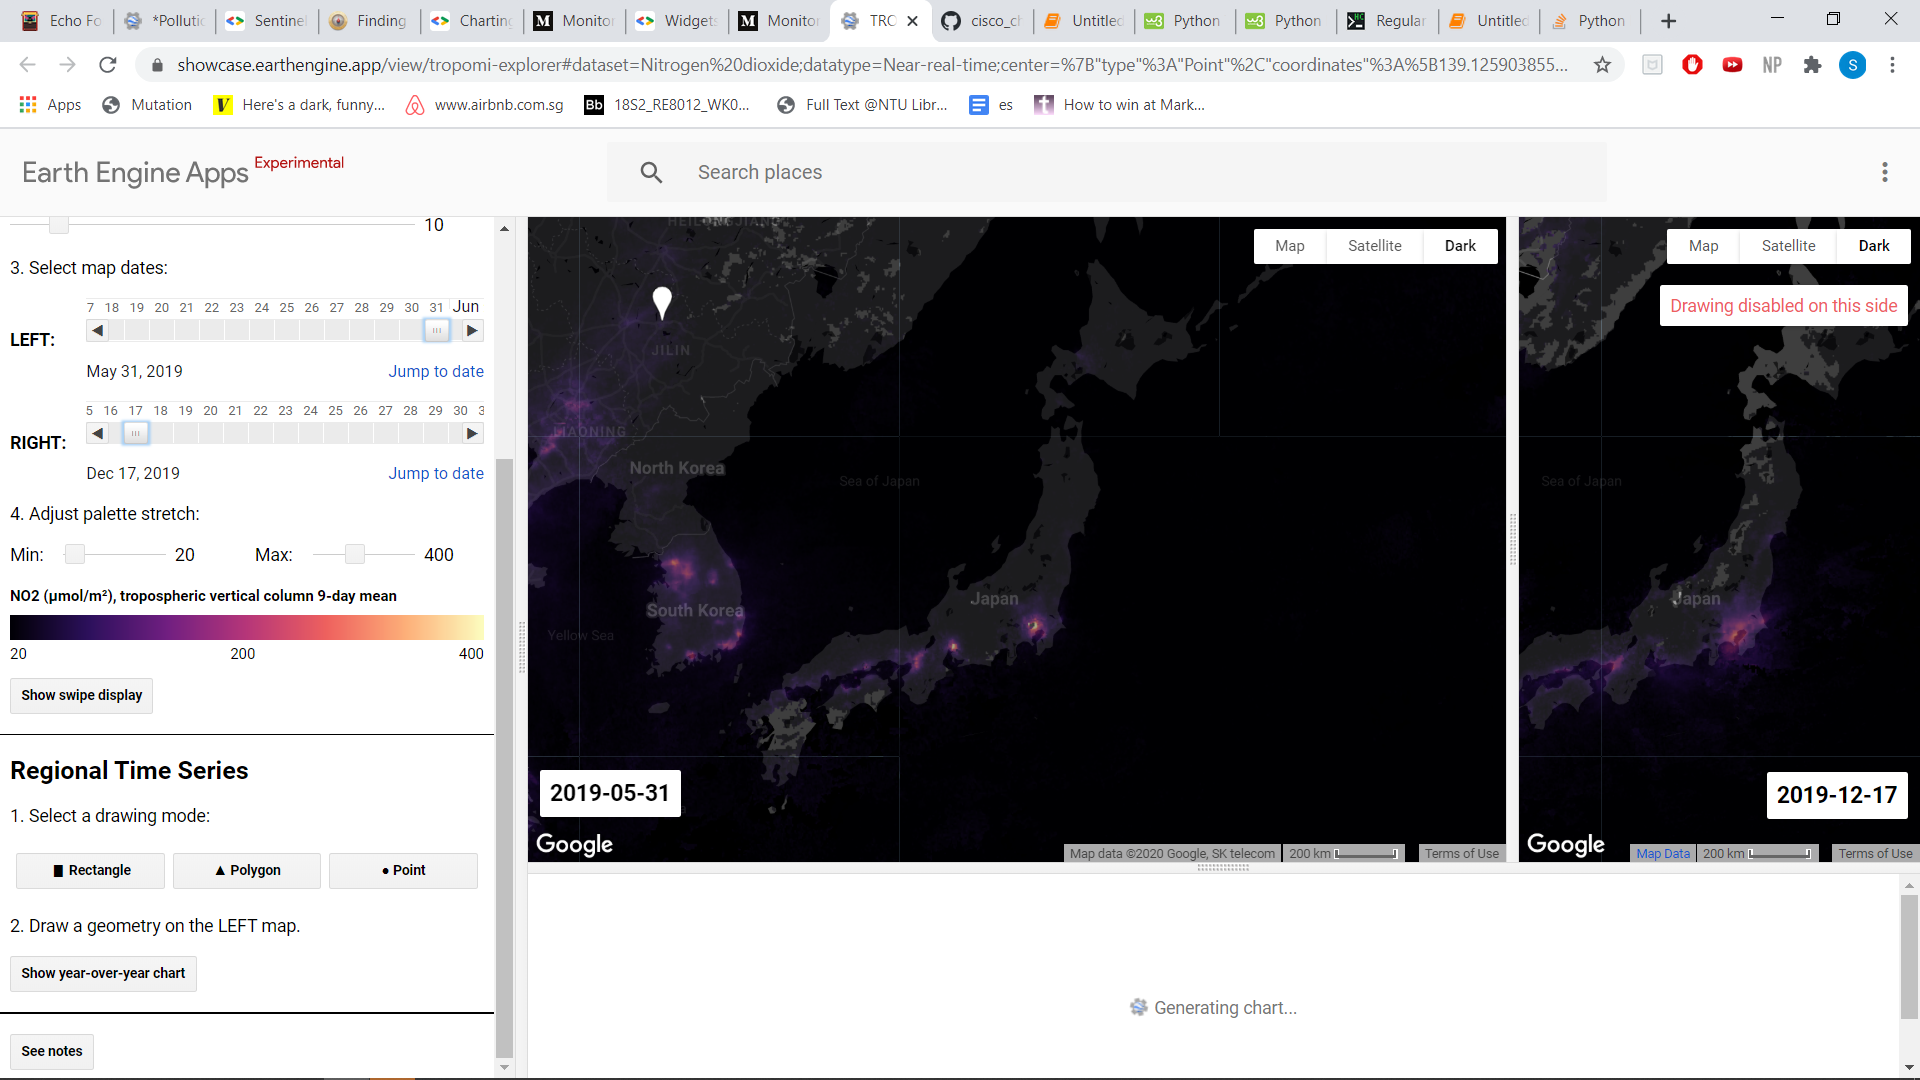 Echo Fo
*Pollutio
Sentinel
Finding
Charting
Monitor
Widgets
Monitor
TRO
cisco_ch
Untitled
Python
Python
Regular
Untitled
Python
showcase.earthengine.app/view/tropomi-explorer#dataset=Nitrogen%20dioxide;datatype=Near-real-time;center=%7B"type"%3A"Point"%2C"coordinates"%3A%5B139.125903855...
NP
S
Apps
Mutation
Here's a dark, funny...
www.airbnb.com.sg
Bb 18S2_RE8012_WK0...
Full Text @NTU Libr...
es
How to win at Mark...
Earth Engine Apps Experimental
Search places
10
3. Select map dates:
7 18 19 20 21 22 23 24 25 26 27 28 29 30 31 Jun
LEFT:
May 31, 2019 Jump to date
5 16 17 18 19 20 21 22 23 24 25 26 27 28 29 30 3
RIGHT:
Dec 17, 2019 Jump to date
4. Adjust palette stretch:
Min: 20 Max: 400
NO2 (µmol/m²), tropospheric vertical column 9-day mean
20 200 400
Show swipe display
Regional Time Series
1. Select a drawing mode:
Rectangle
Polygon
Point
2. Draw a geometry on the LEFT map.
Show year-over-year chart
See notes
HEILONGJIANG
Map Satellite Dark
JILIN
LIAONING
North Korea
Sea of Japan
South Korea
Japan
Yellow Sea
2019-05-31
Google
Map data ©2020 Google, SK telecom
200 km
Terms of Use
Map Satellite Dark
Drawing disabled on this side
Sea of Japan
Japan
2019-12-17
Google
Map Data
200 km
Terms of Use
Generating chart...